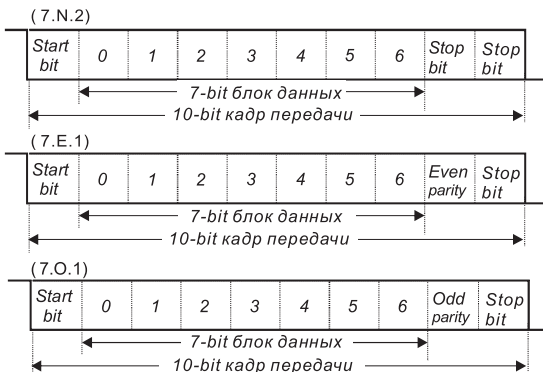 (7.N.2)
Start bit 0 1 2 3 4 5 6 Stop bit Stop bit
7-bit блок данных
10-bit кадр передачи
(7.E.1)
Start bit 0 1 2 3 4 5 6 Even parity Stop bit
7-bit блок данных
10-bit кадр передачи
(7.O.1)
Start bit 0 1 2 3 4 5 6 Odd parity Stop bit
7-bit блок данных
10-bit кадр передачи